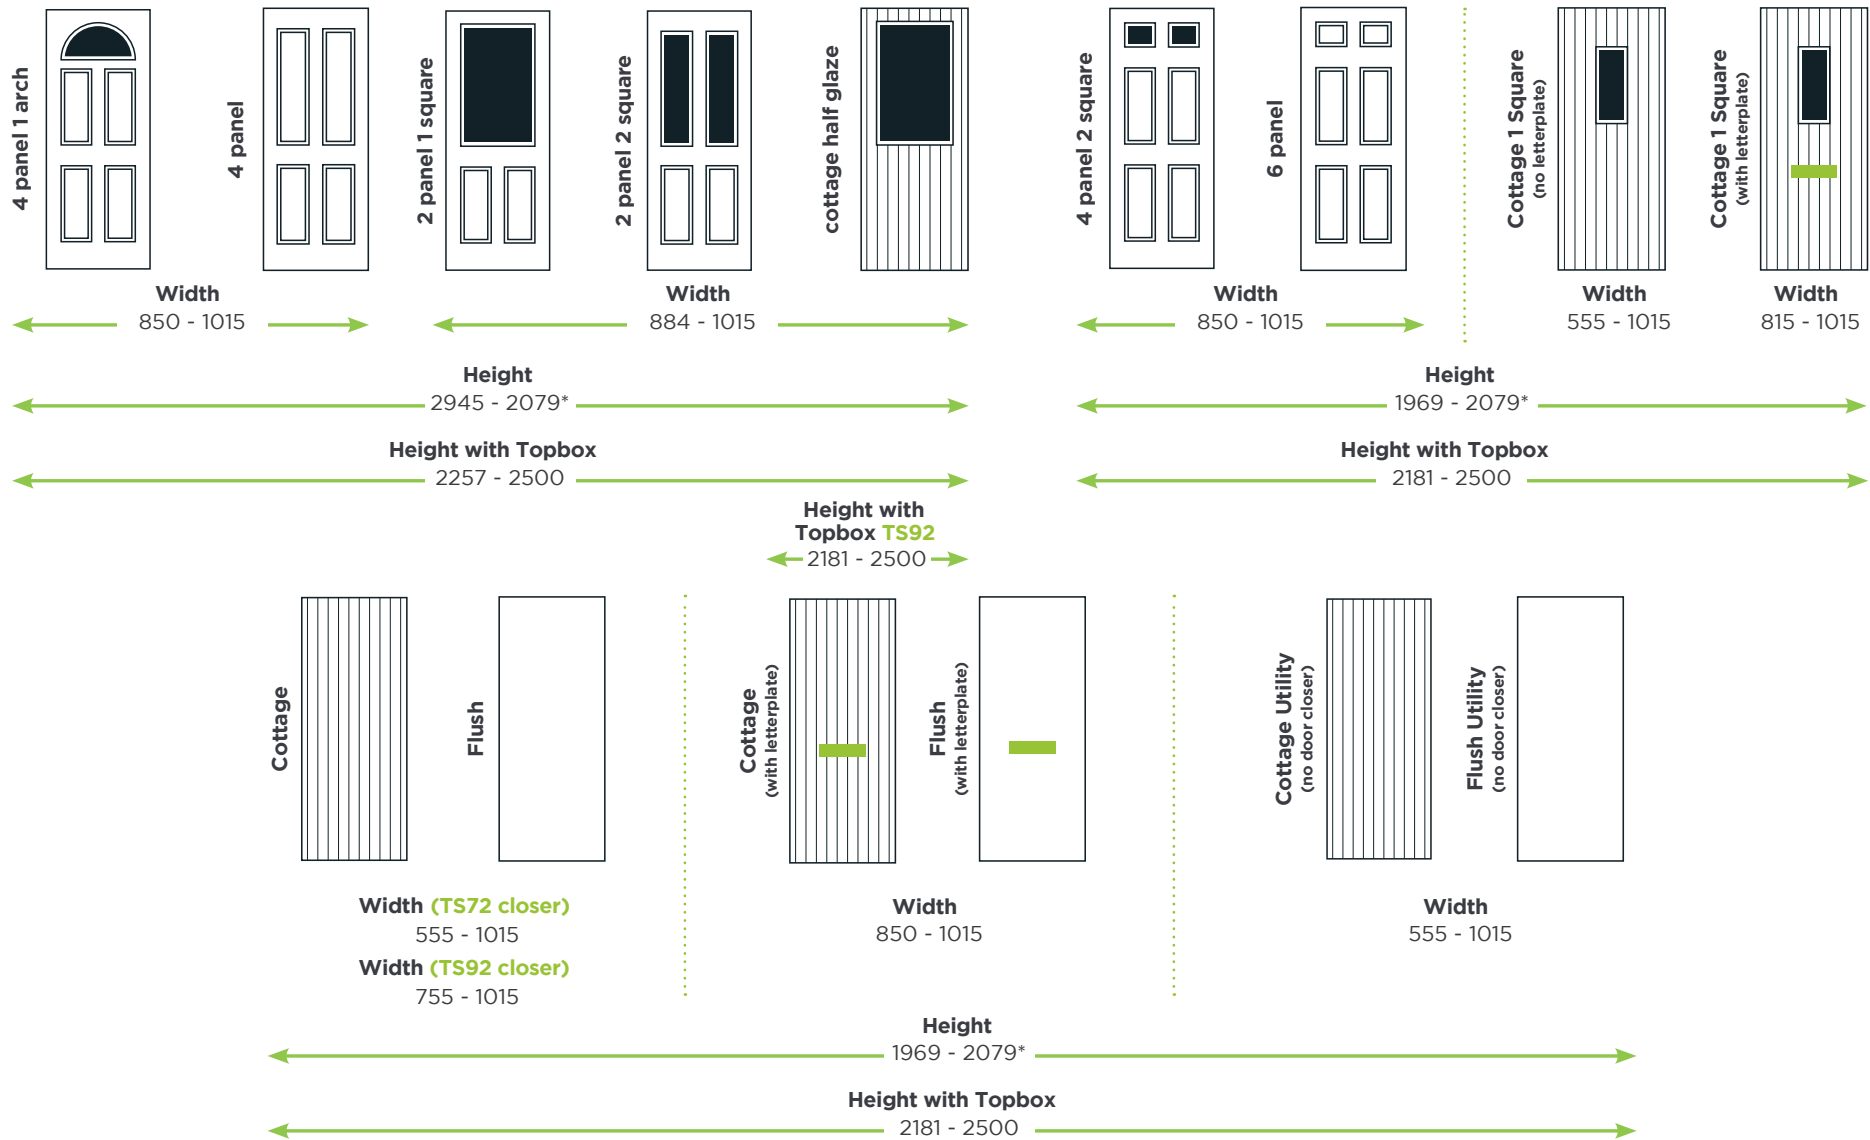 4 panel 1 arch
4 panel
2 panel 1 square
2 panel 2 square
cottage half glaze
4 panel 2 square
6 panel
Cottage 1 Square
(no letterplate)
Cottage 1 Square
(with letterplate)
Width
850 - 1015
Width
884 - 1015
Width
850 - 1015
Width
555 - 1015
Width
815 - 1015
Height
2945 - 2079*
Height
1969 - 2079*
Height with Topbox
2257 - 2500
Height with Topbox
2181 - 2500
Height with
Topbox TS92
2181 - 2500
Cottage
Flush
Cottage
(with letterplate)
Flush
(with letterplate)
Cottage Utility
(no door closer)
Flush Utility
(no door closer)
Width (TS72 closer)
555 - 1015
Width (TS92 closer)
755 - 1015
Width
850 - 1015
Width
555 - 1015
Height
1969 - 2079*
Height with Topbox
2181 - 2500